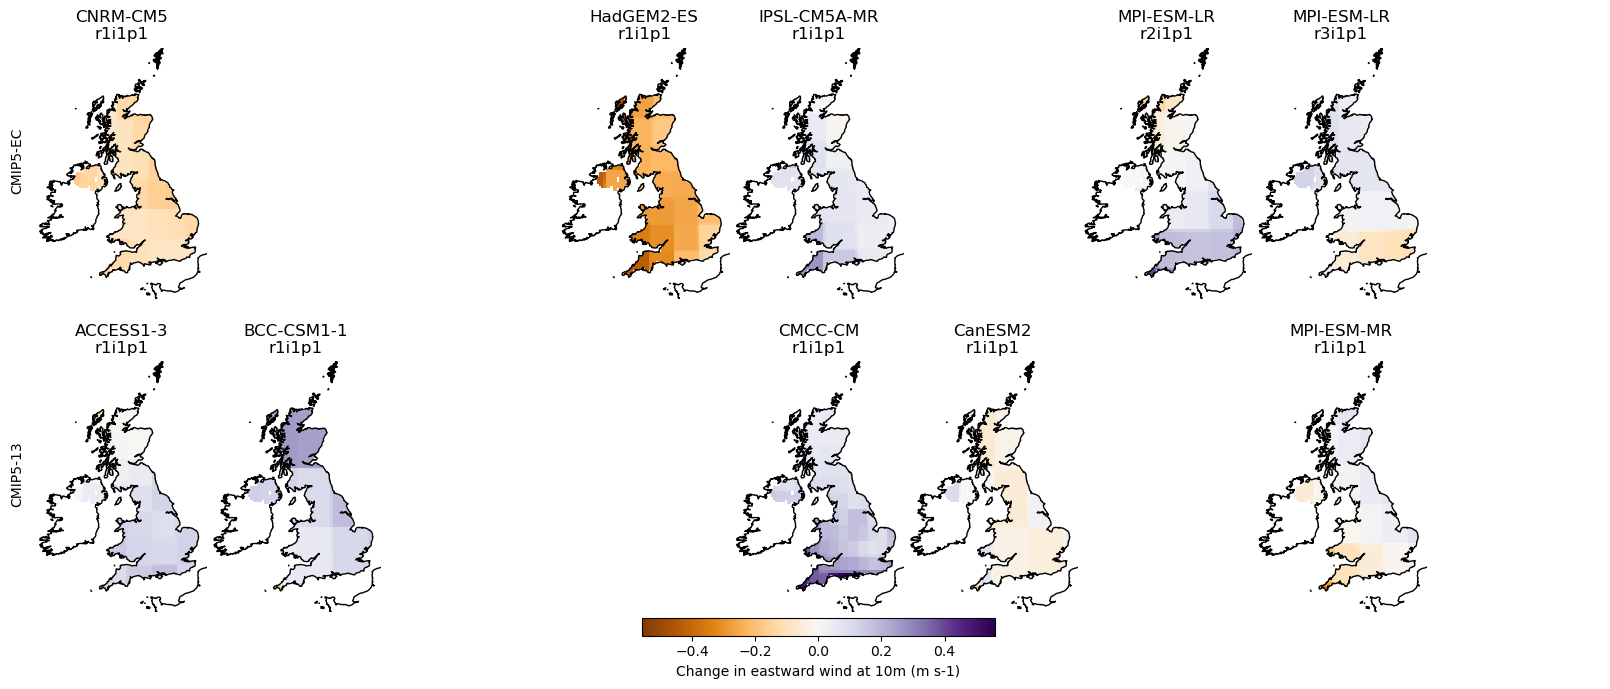 CNRM-CM5
r1i1p1
HadGEM2-ES
r1i1p1
IPSL-CM5A-MR
r1i1p1
MPI-ESM-LR
r2i1p1
MPI-ESM-LR
r3i1p1
CMIP5-EC
ACCESS1-3
r1i1p1
BCC-CSM1-1
r1i1p1
CMCC-CM
r1i1p1
CanESM2
r1i1p1
MPI-ESM-MR
r1i1p1
CMIP5-13
−0.4 −0.2 0.0 0.2 0.4
Change in eastward wind at 10m (m s-1)